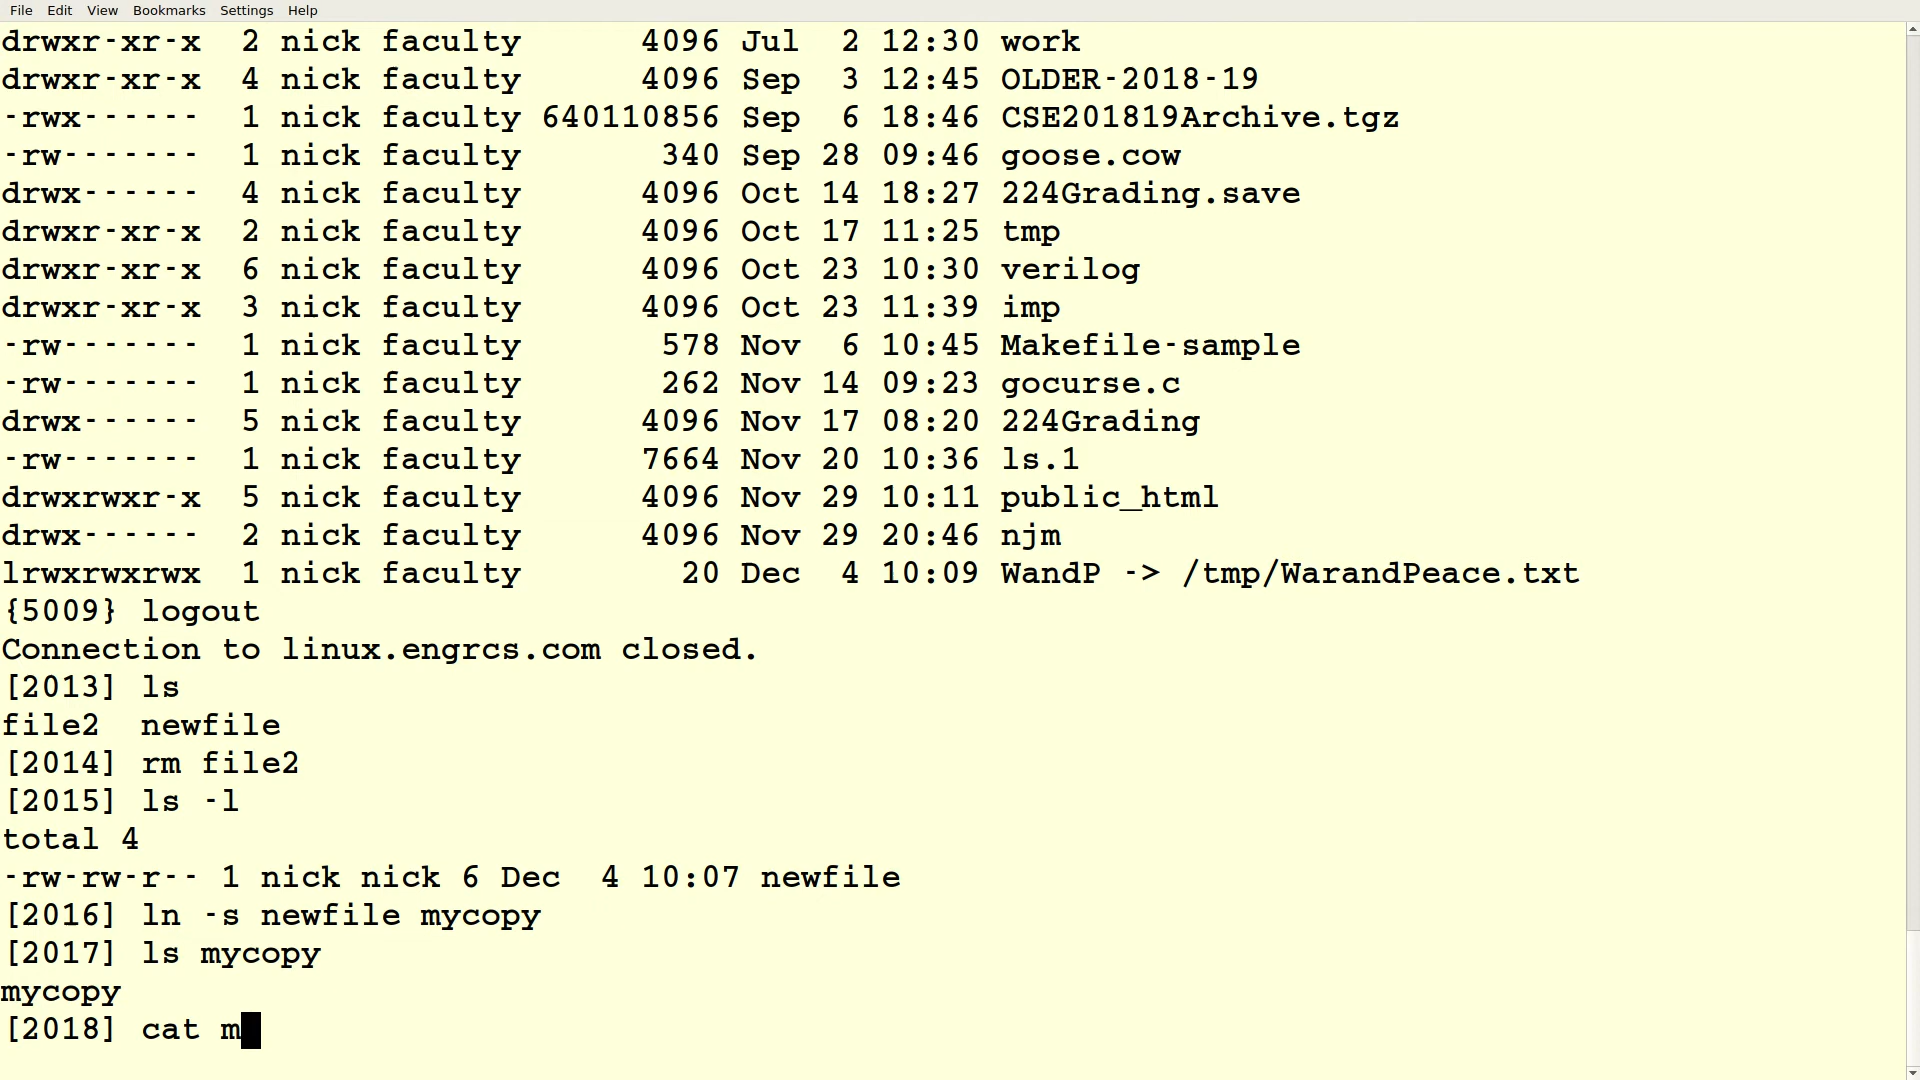 File Edit View Bookmarks Settings Help
drwxr-xr-x  2 nick faculty      4096 Jul  2 12:30 work
drwxr-xr-x  4 nick faculty      4096 Sep  3 12:45 OLDER-2018-19
-rwx------  1 nick faculty 640110856 Sep  6 18:46 CSE201819Archive.tgz
-rw-------  1 nick faculty       340 Sep 28 09:46 goose.cow
drwx------  4 nick faculty      4096 Oct 14 18:27 224Grading.save
drwxr-xr-x  2 nick faculty      4096 Oct 17 11:25 tmp
drwxr-xr-x  6 nick faculty      4096 Oct 23 10:30 verilog
drwxr-xr-x  3 nick faculty      4096 Oct 23 11:39 imp
-rw-------  1 nick faculty       578 Nov  6 10:45 Makefile-sample
-rw-------  1 nick faculty       262 Nov 14 09:23 gocurse.c
drwx------  5 nick faculty      4096 Nov 17 08:20 224Grading
-rw-------  1 nick faculty      7664 Nov 20 10:36 ls.1
drwxrwxr-x  5 nick faculty      4096 Nov 29 10:11 public_html
drwx------  2 nick faculty      4096 Nov 29 20:46 njm
lrwxrwxrwx  1 nick faculty        20 Dec  4 10:09 WandP -> /tmp/WarandPeace.txt
{5009} logout
Connection to linux.engrcs.com closed.
[2013] ls
file2  newfile
[2014] rm file2
[2015] ls -l
total 4
-rw-rw-r-- 1 nick nick 6 Dec  4 10:07 newfile
[2016] ln -s newfile mycopy
[2017] ls mycopy
mycopy
[2018] cat m